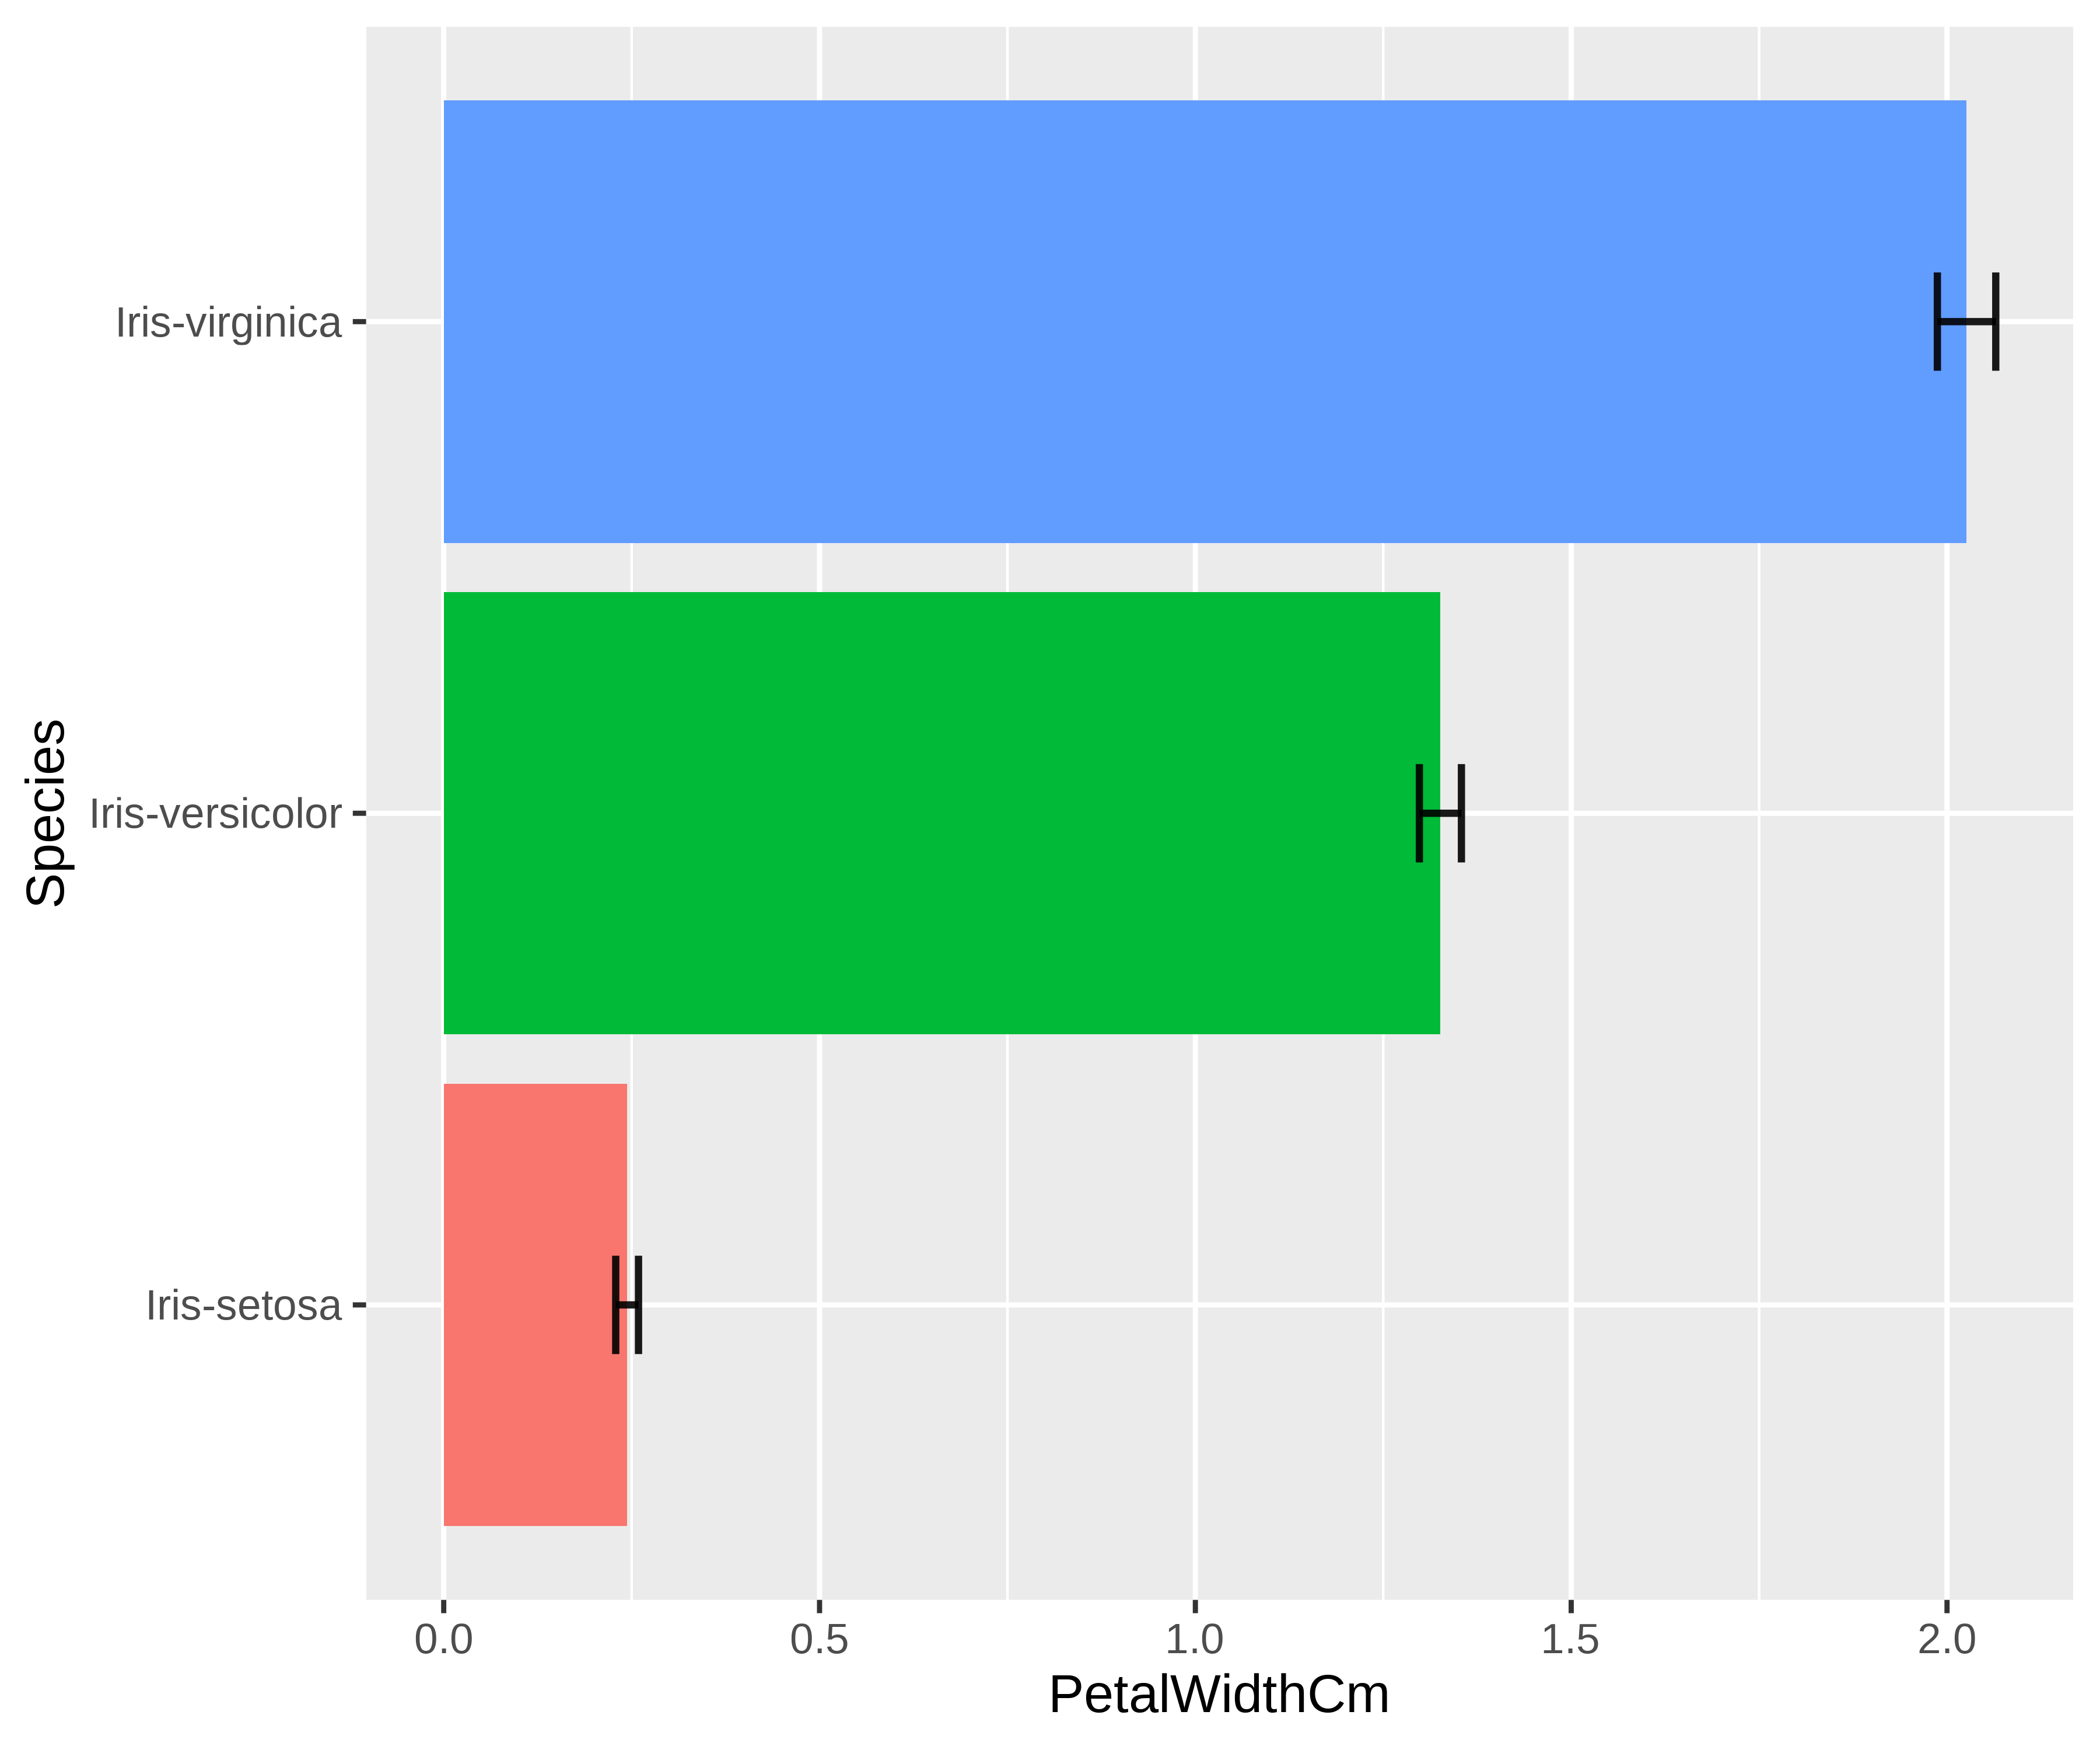 Species
Iris-virginica
Iris-versicolor
Iris-setosa
0.0 0.5 1.0 1.5 2.0
PetalWidthCm